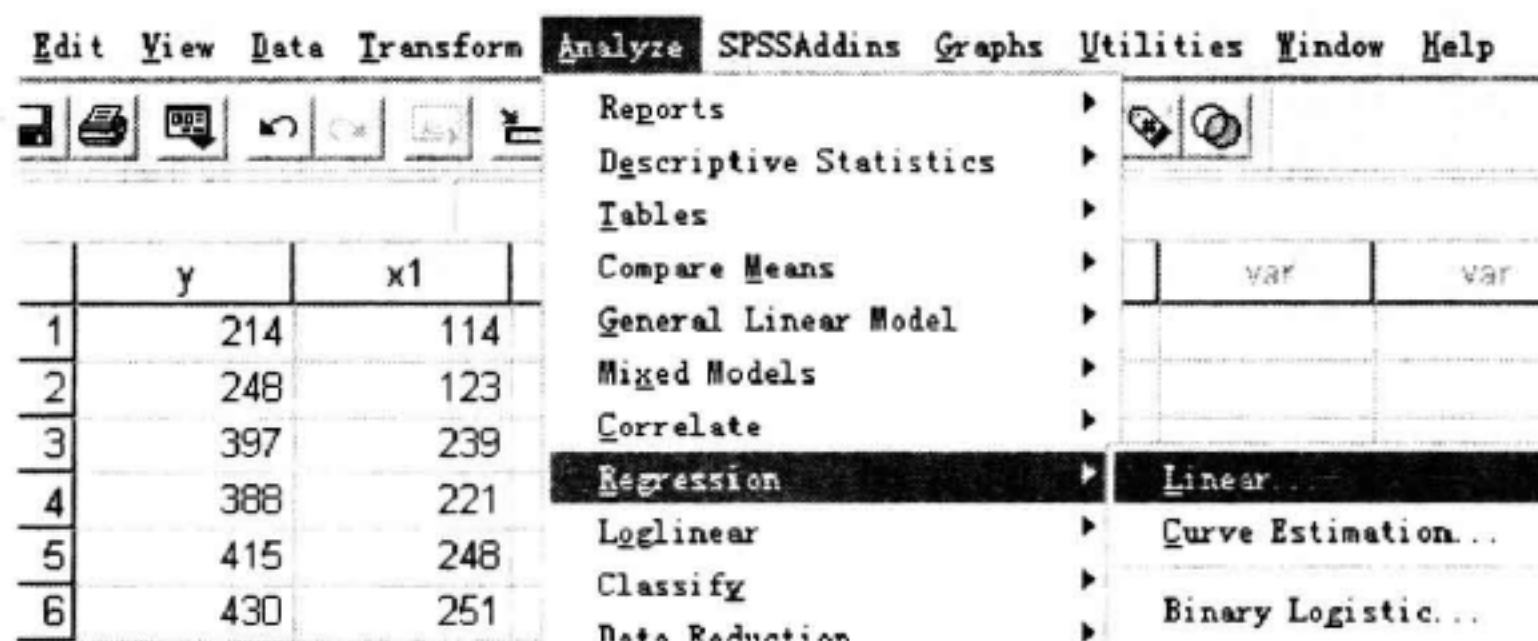 Edit View Data Transform Analyze SPSSAddins Graphs Utilities Window Help
Reports
Descriptive Statistics
Tables
Compare Means
General Linear Model
Mixed Models
Correlate
Regression
Loglinear
Classify
Data Reduction
Linear...
Curve Estimation...
Binary Logistic...
y x1 var var
1 214 114
2 248 123
3 397 239
4 388 221
5 415 248
6 430 251